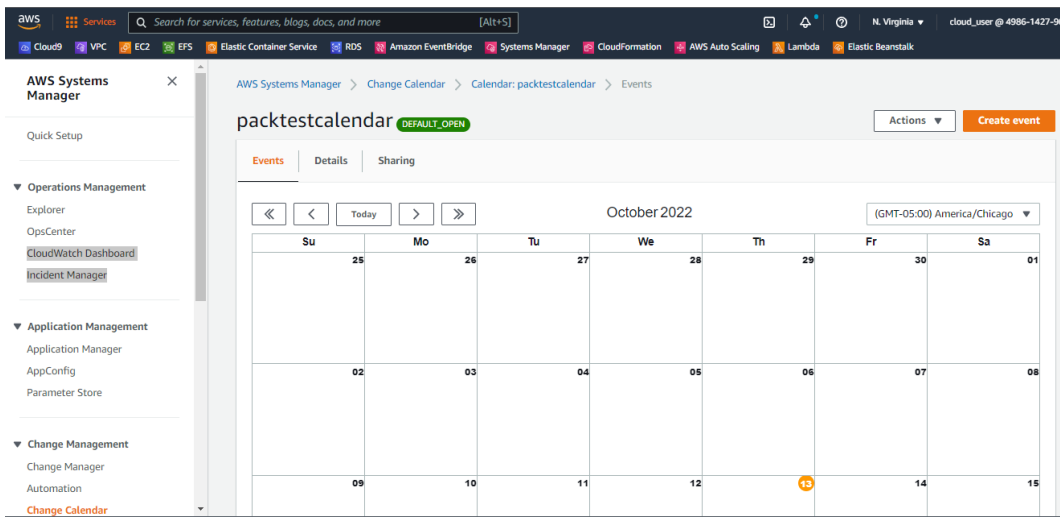 aws Services Search for services, features, blogs, docs, and more [Alt+S] N. Virginia ▼ cloud_user @ 4986-1427-9
Cloud9 VPC EC2 EFS Elastic Container Service RDS Amazon EventBridge Systems Manager CloudFormation AWS Auto Scaling Lambda Elastic Beanstalk
AWS Systems
Manager
Quick Setup
▼ Operations Management
Explorer
OpsCenter
CloudWatch Dashboard
Incident Manager
▼ Application Management
Application Manager
AppConfig
Parameter Store
▼ Change Management
Change Manager
Automation
Change Calendar
AWS Systems Manager > Change Calendar > Calendar: packtestcalendar > Events
packtestcalendar DEFAULT_OPEN Actions ▼ Create event
Events Details Sharing
Today October 2022 (GMT-05:00) America/Chicago ▼
Su Mo Tu We Th Fr Sa
25 26 27 28 29 30 01
02 03 04 05 06 07 08
09 10 11 12 13 14 15